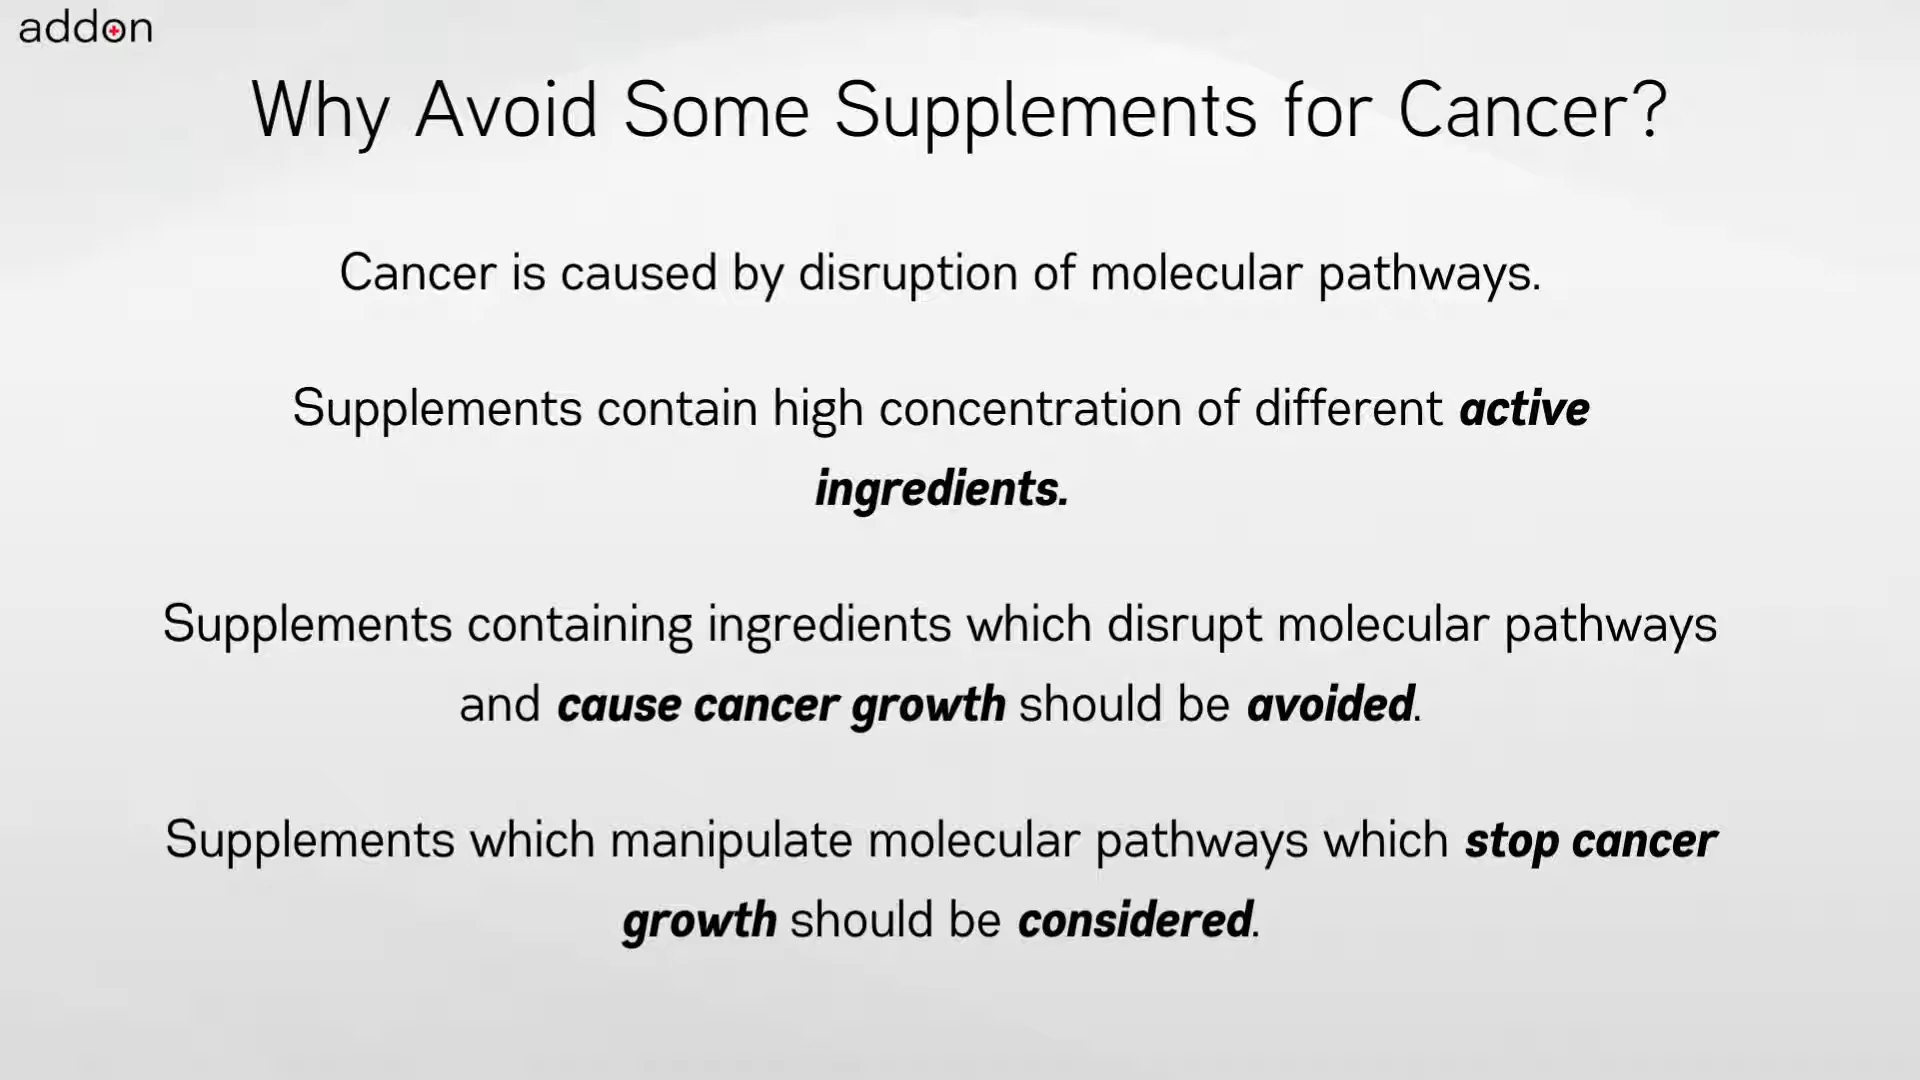 addon
Why Avoid Some Supplements for Cancer?
Cancer is caused by disruption of molecular pathways.
Supplements contain high concentration of different active
ingredients.
Supplements containing ingredients which disrupt molecular pathways
and cause cancer growth should be avoided.
Supplements which manipulate molecular pathways which stop cancer
growth should be considered.